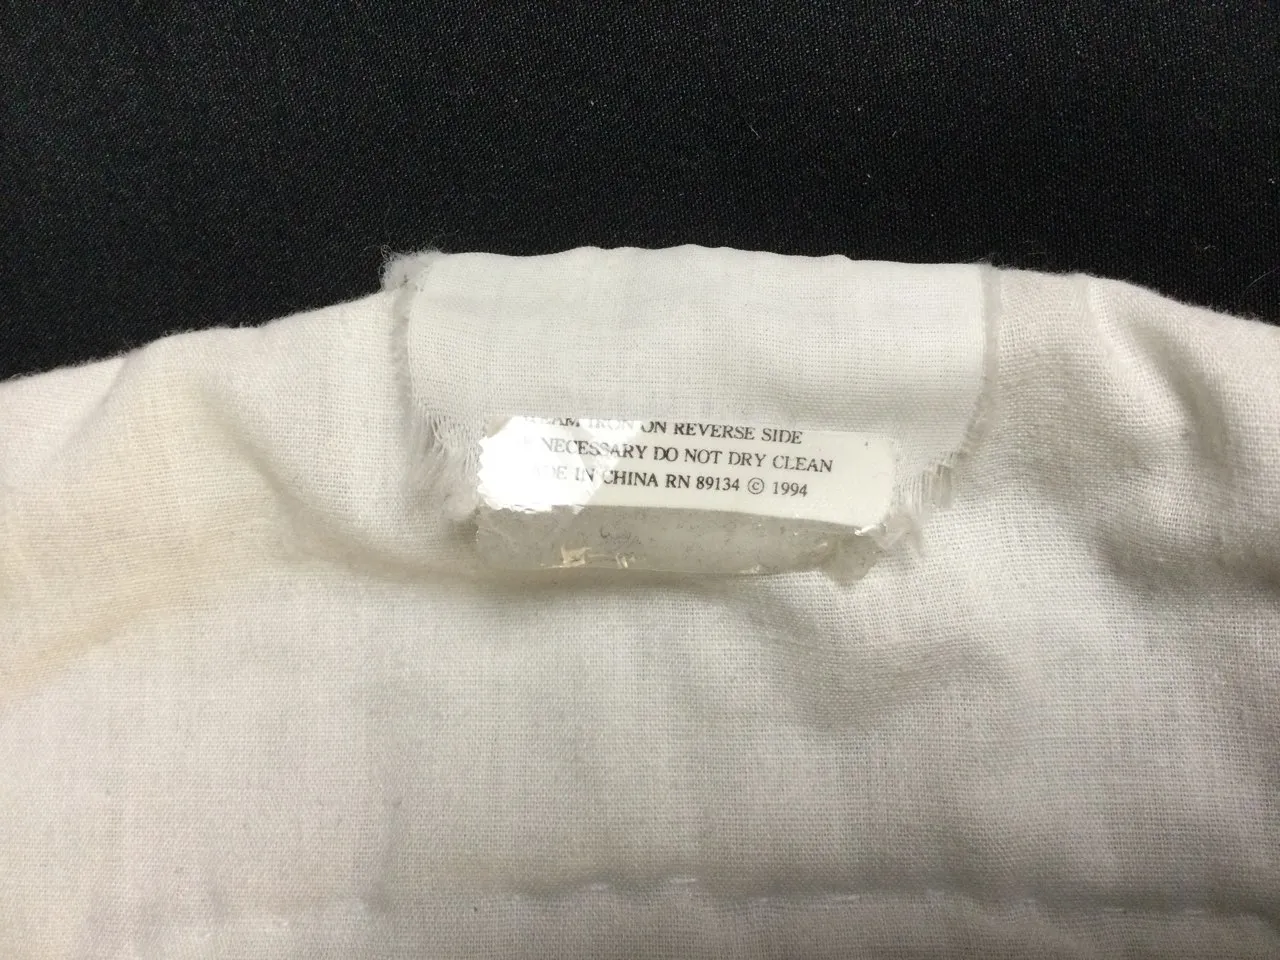 IRON ON REVERSE SIDE
NECESSARY DO NOT DRY CLEAN
IN CHINA RN 89134 © 1994